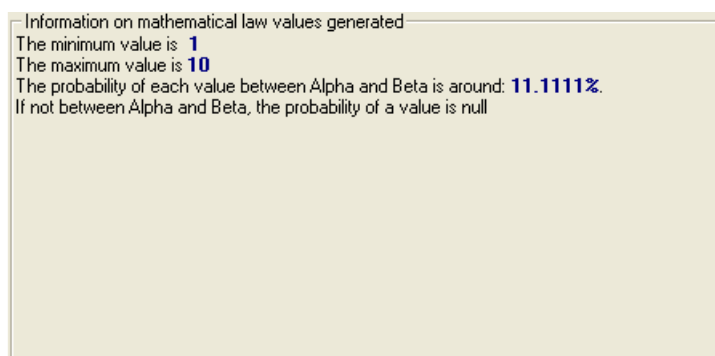 Information on mathematical law values generated
The minimum value is 1
The maximum value is 10
The probability of each value between Alpha and Beta is around: 11.1111%.
If not between Alpha and Beta, the probability of a value is null